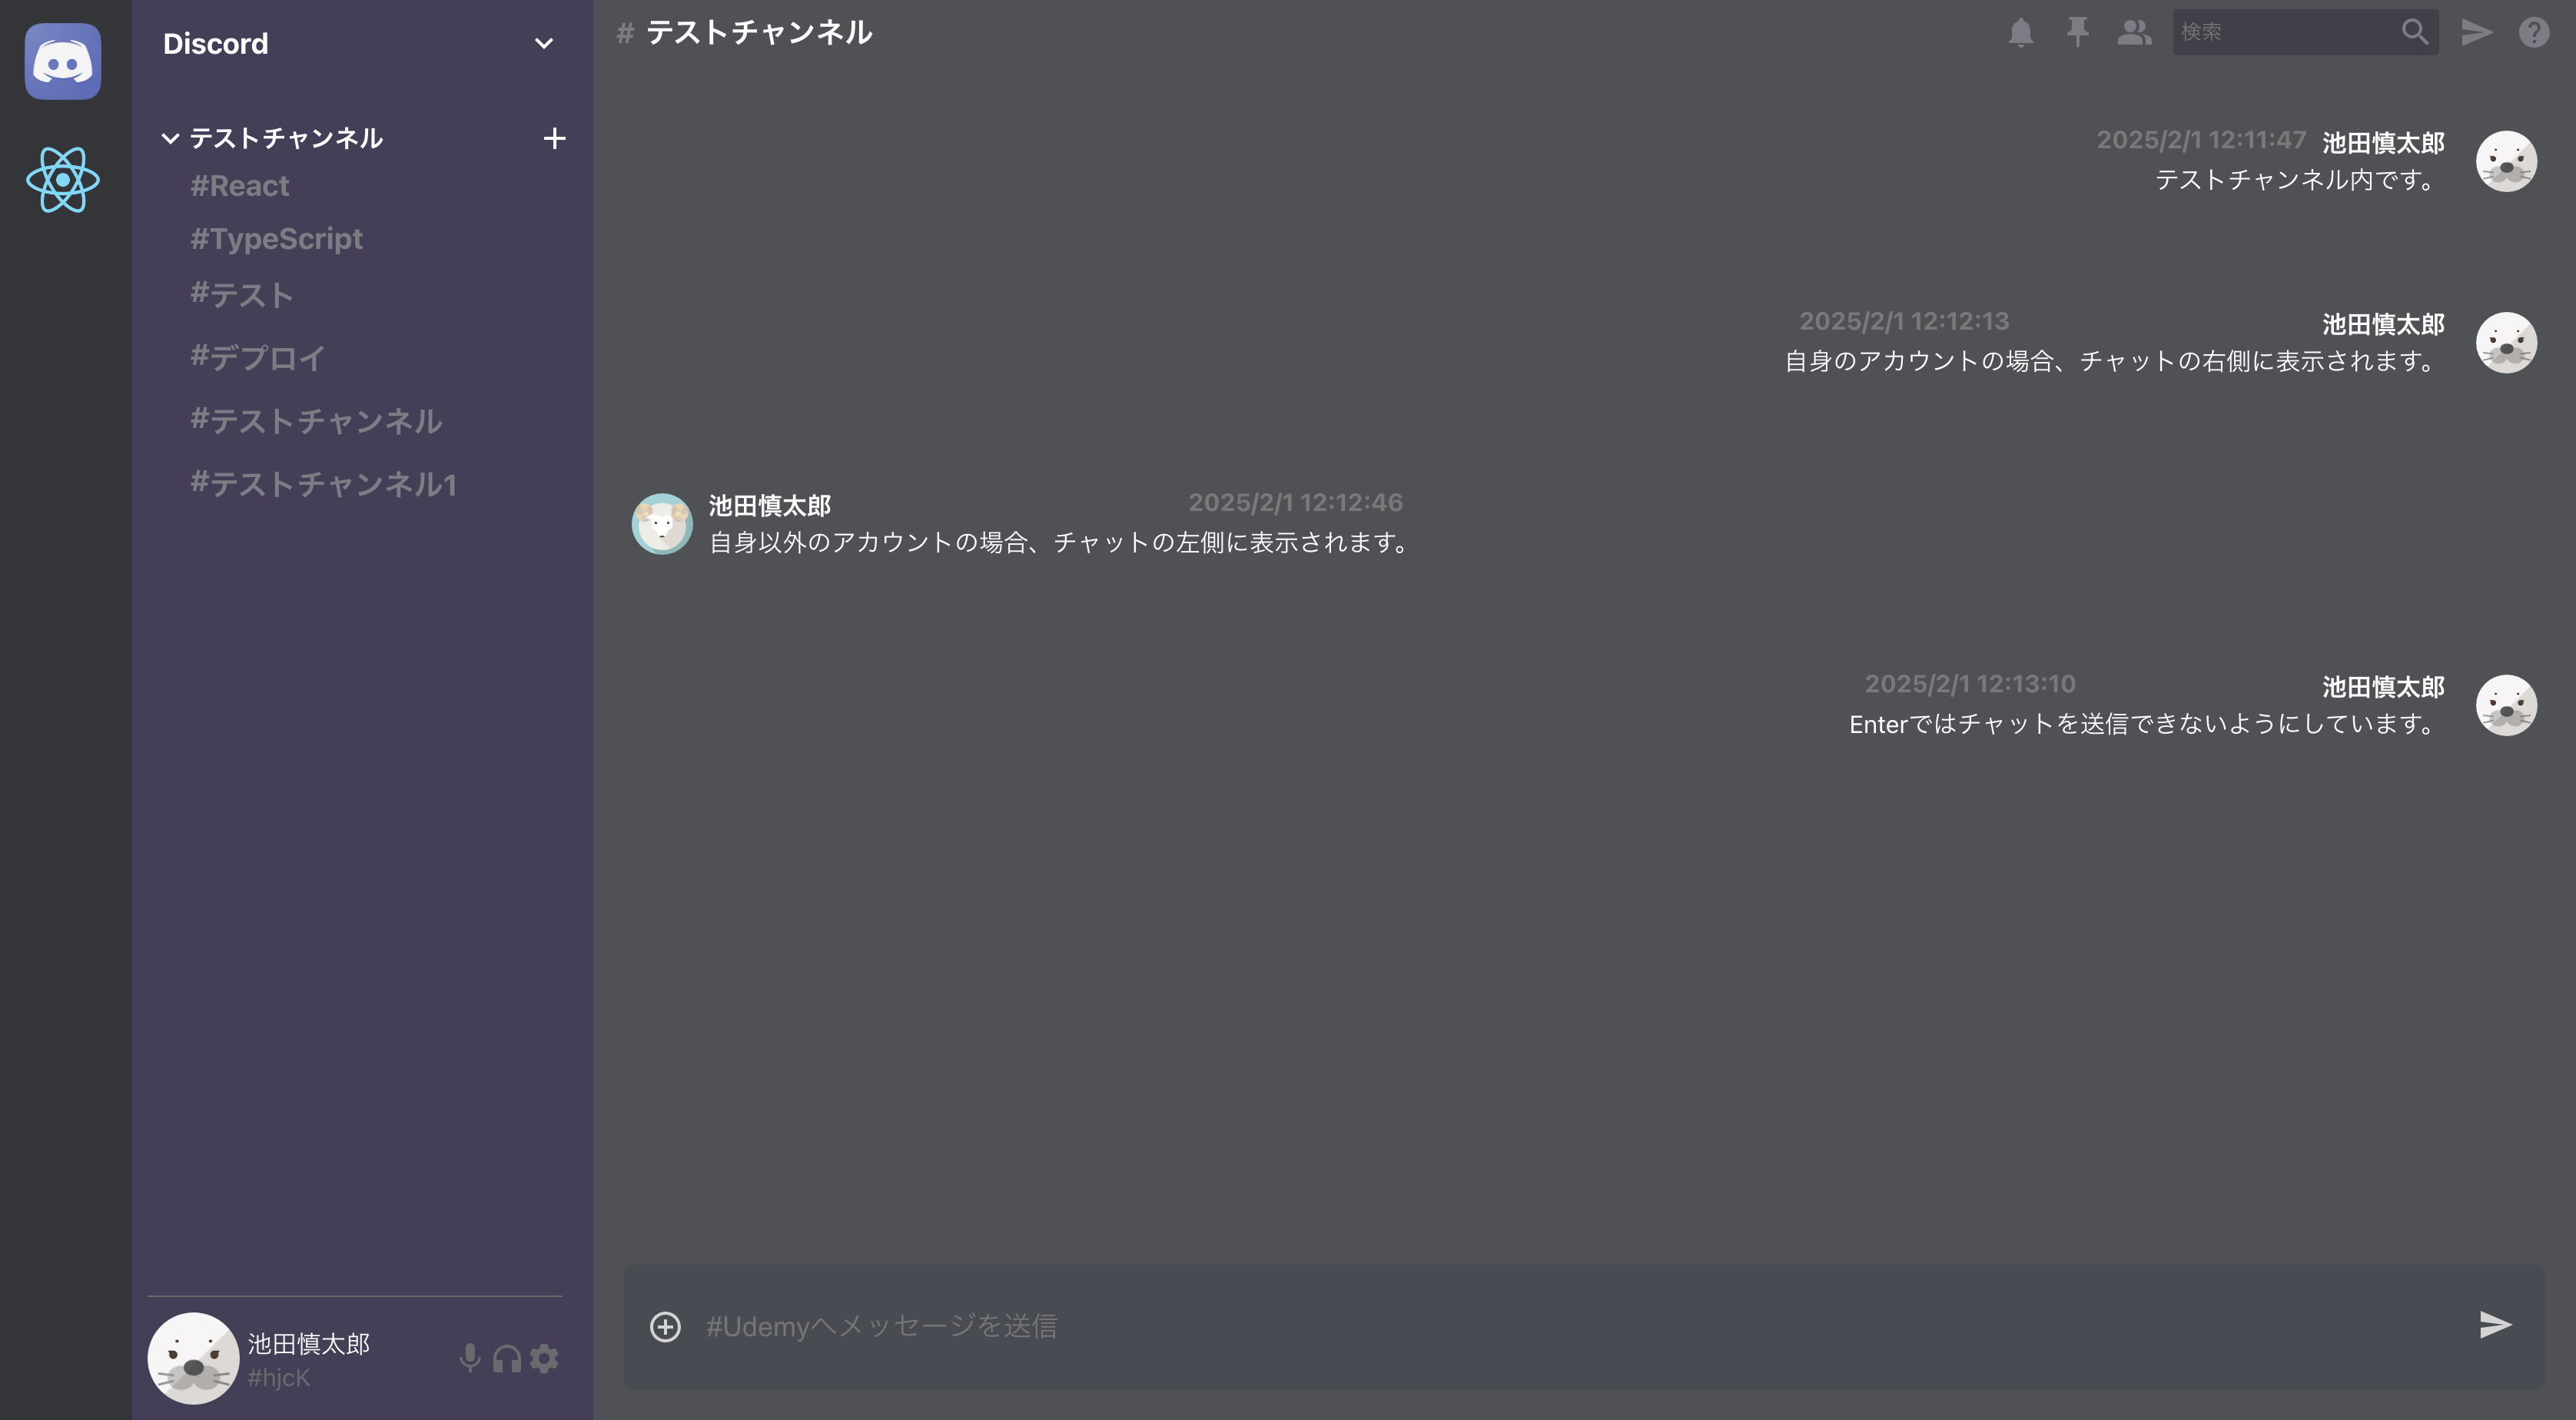 Discord
テストチャンネル
#React
#TypeScript
#テスト
#デプロイ
#テストチャンネル
#テストチャンネル1
池田慎太郎
#hjcK
# テストチャンネル
検索
2025/2/1 12:11:47 池田慎太郎
テストチャンネル内です。
2025/2/1 12:12:13 池田慎太郎
自身のアカウントの場合、チャットの右側に表示されます。
池田慎太郎 2025/2/1 12:12:46
自身以外のアカウントの場合、チャットの左側に表示されます。
2025/2/1 12:13:10 池田慎太郎
Enterではチャットを送信できないようにしています。
#Udemyへメッセージを送信